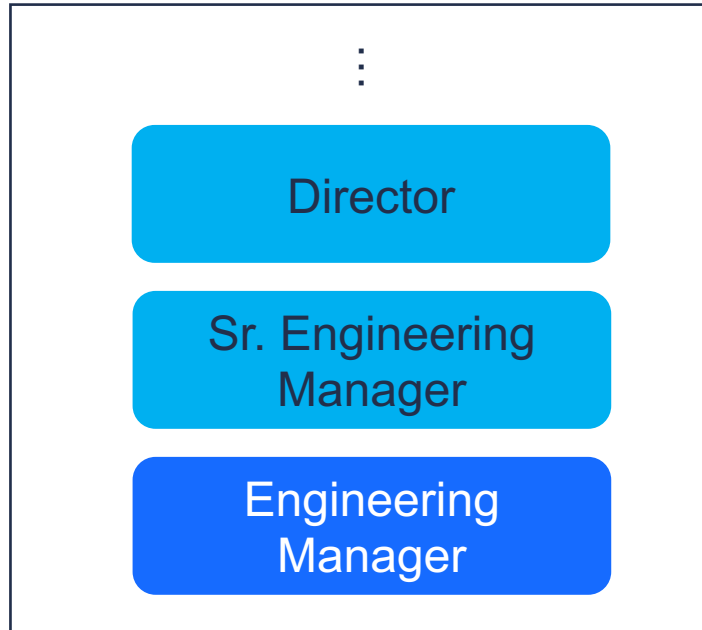 ⋮
Director
Sr. Engineering
Manager
Engineering
Manager